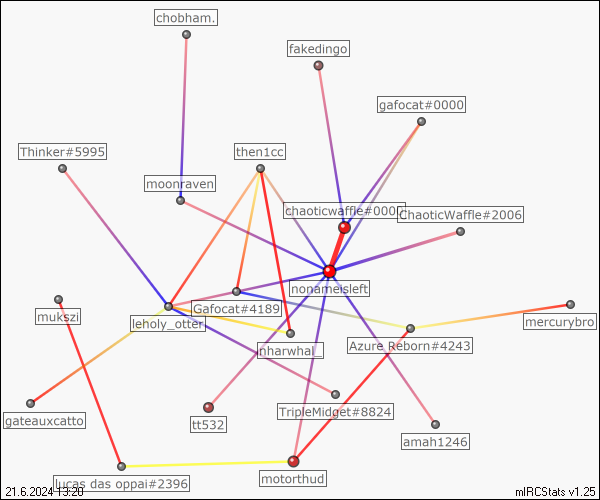 chobham.
fakedingo
gafocat#0000
Thinker#5995
then1cc
moonraven
chaoticwaffle#000
ChaoticWaffle#2006
nonameisleft
Gafocat#4189
mukszi
leholy_otter
mercurybro
nharwhal_
Azure Reborn#4243
TripleMidget#8824
gateauxcatto
tt532
amah1246
lucas das oppai#2396
motorthud
21.6.2024 13:20
mIRCStats v1.25